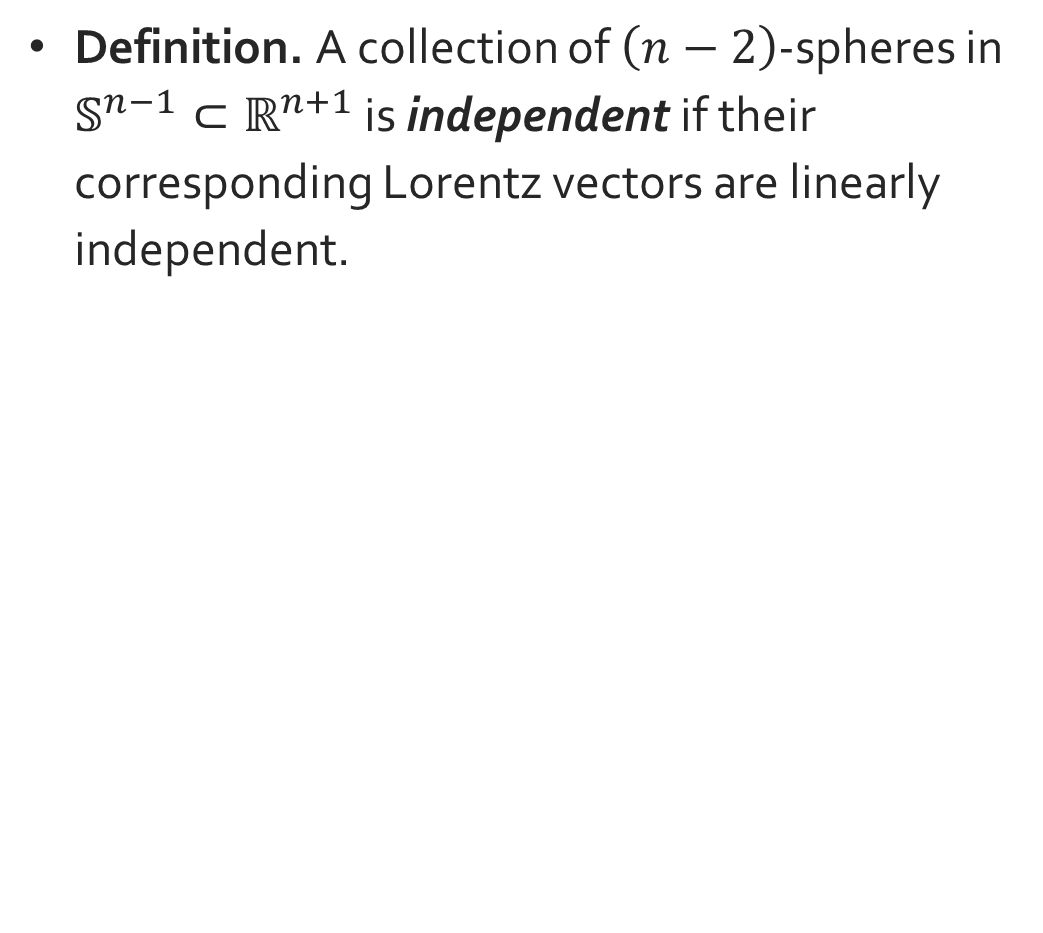 • Definition. A collection of (n − 2)-spheres in
𝕊ⁿ⁻¹ ⊂ ℝⁿ⁺¹ is independent if their
corresponding Lorentz vectors are linearly
independent.